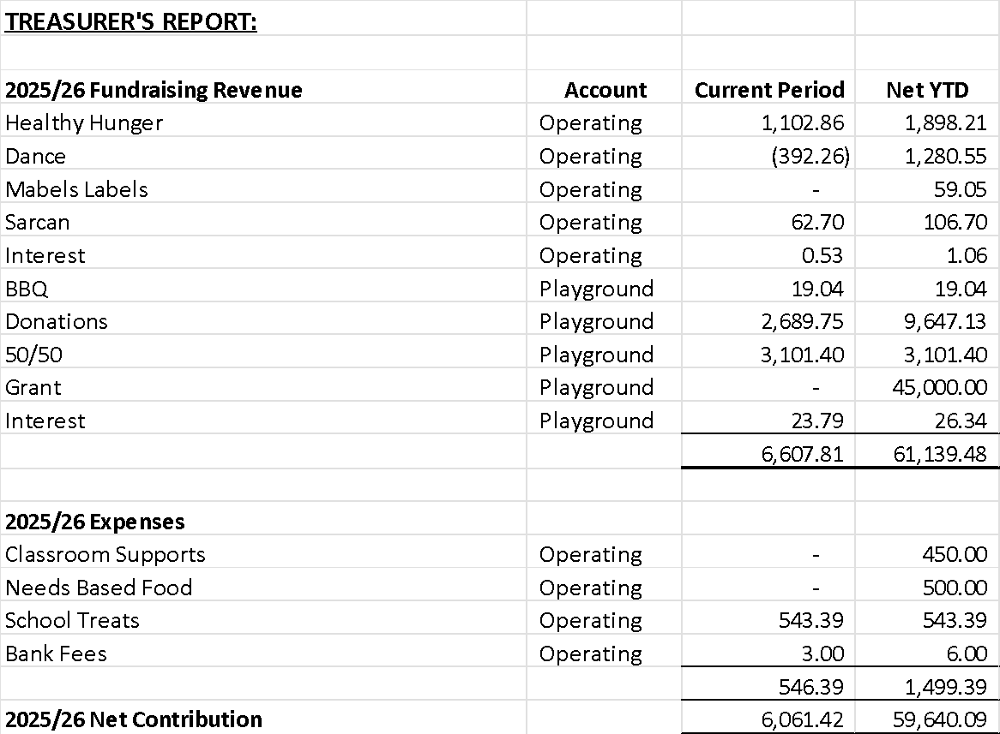 TREASURER'S REPORT:
2025/26 Fundraising Revenue Account Current Period Net YTD
Healthy Hunger Operating 1,102.86 1,898.21
Dance Operating (392.26) 1,280.55
Mabels Labels Operating - 59.05
Sarcan Operating 62.70 106.70
Interest Operating 0.53 1.06
BBQ Playground 19.04 19.04
Donations Playground 2,689.75 9,647.13
50/50 Playground 3,101.40 3,101.40
Grant Playground - 45,000.00
Interest Playground 23.79 26.34
6,607.81 61,139.48
2025/26 Expenses
Classroom Supports Operating - 450.00
Needs Based Food Operating - 500.00
School Treats Operating 543.39 543.39
Bank Fees Operating 3.00 6.00
546.39 1,499.39
2025/26 Net Contribution 6,061.42 59,640.09